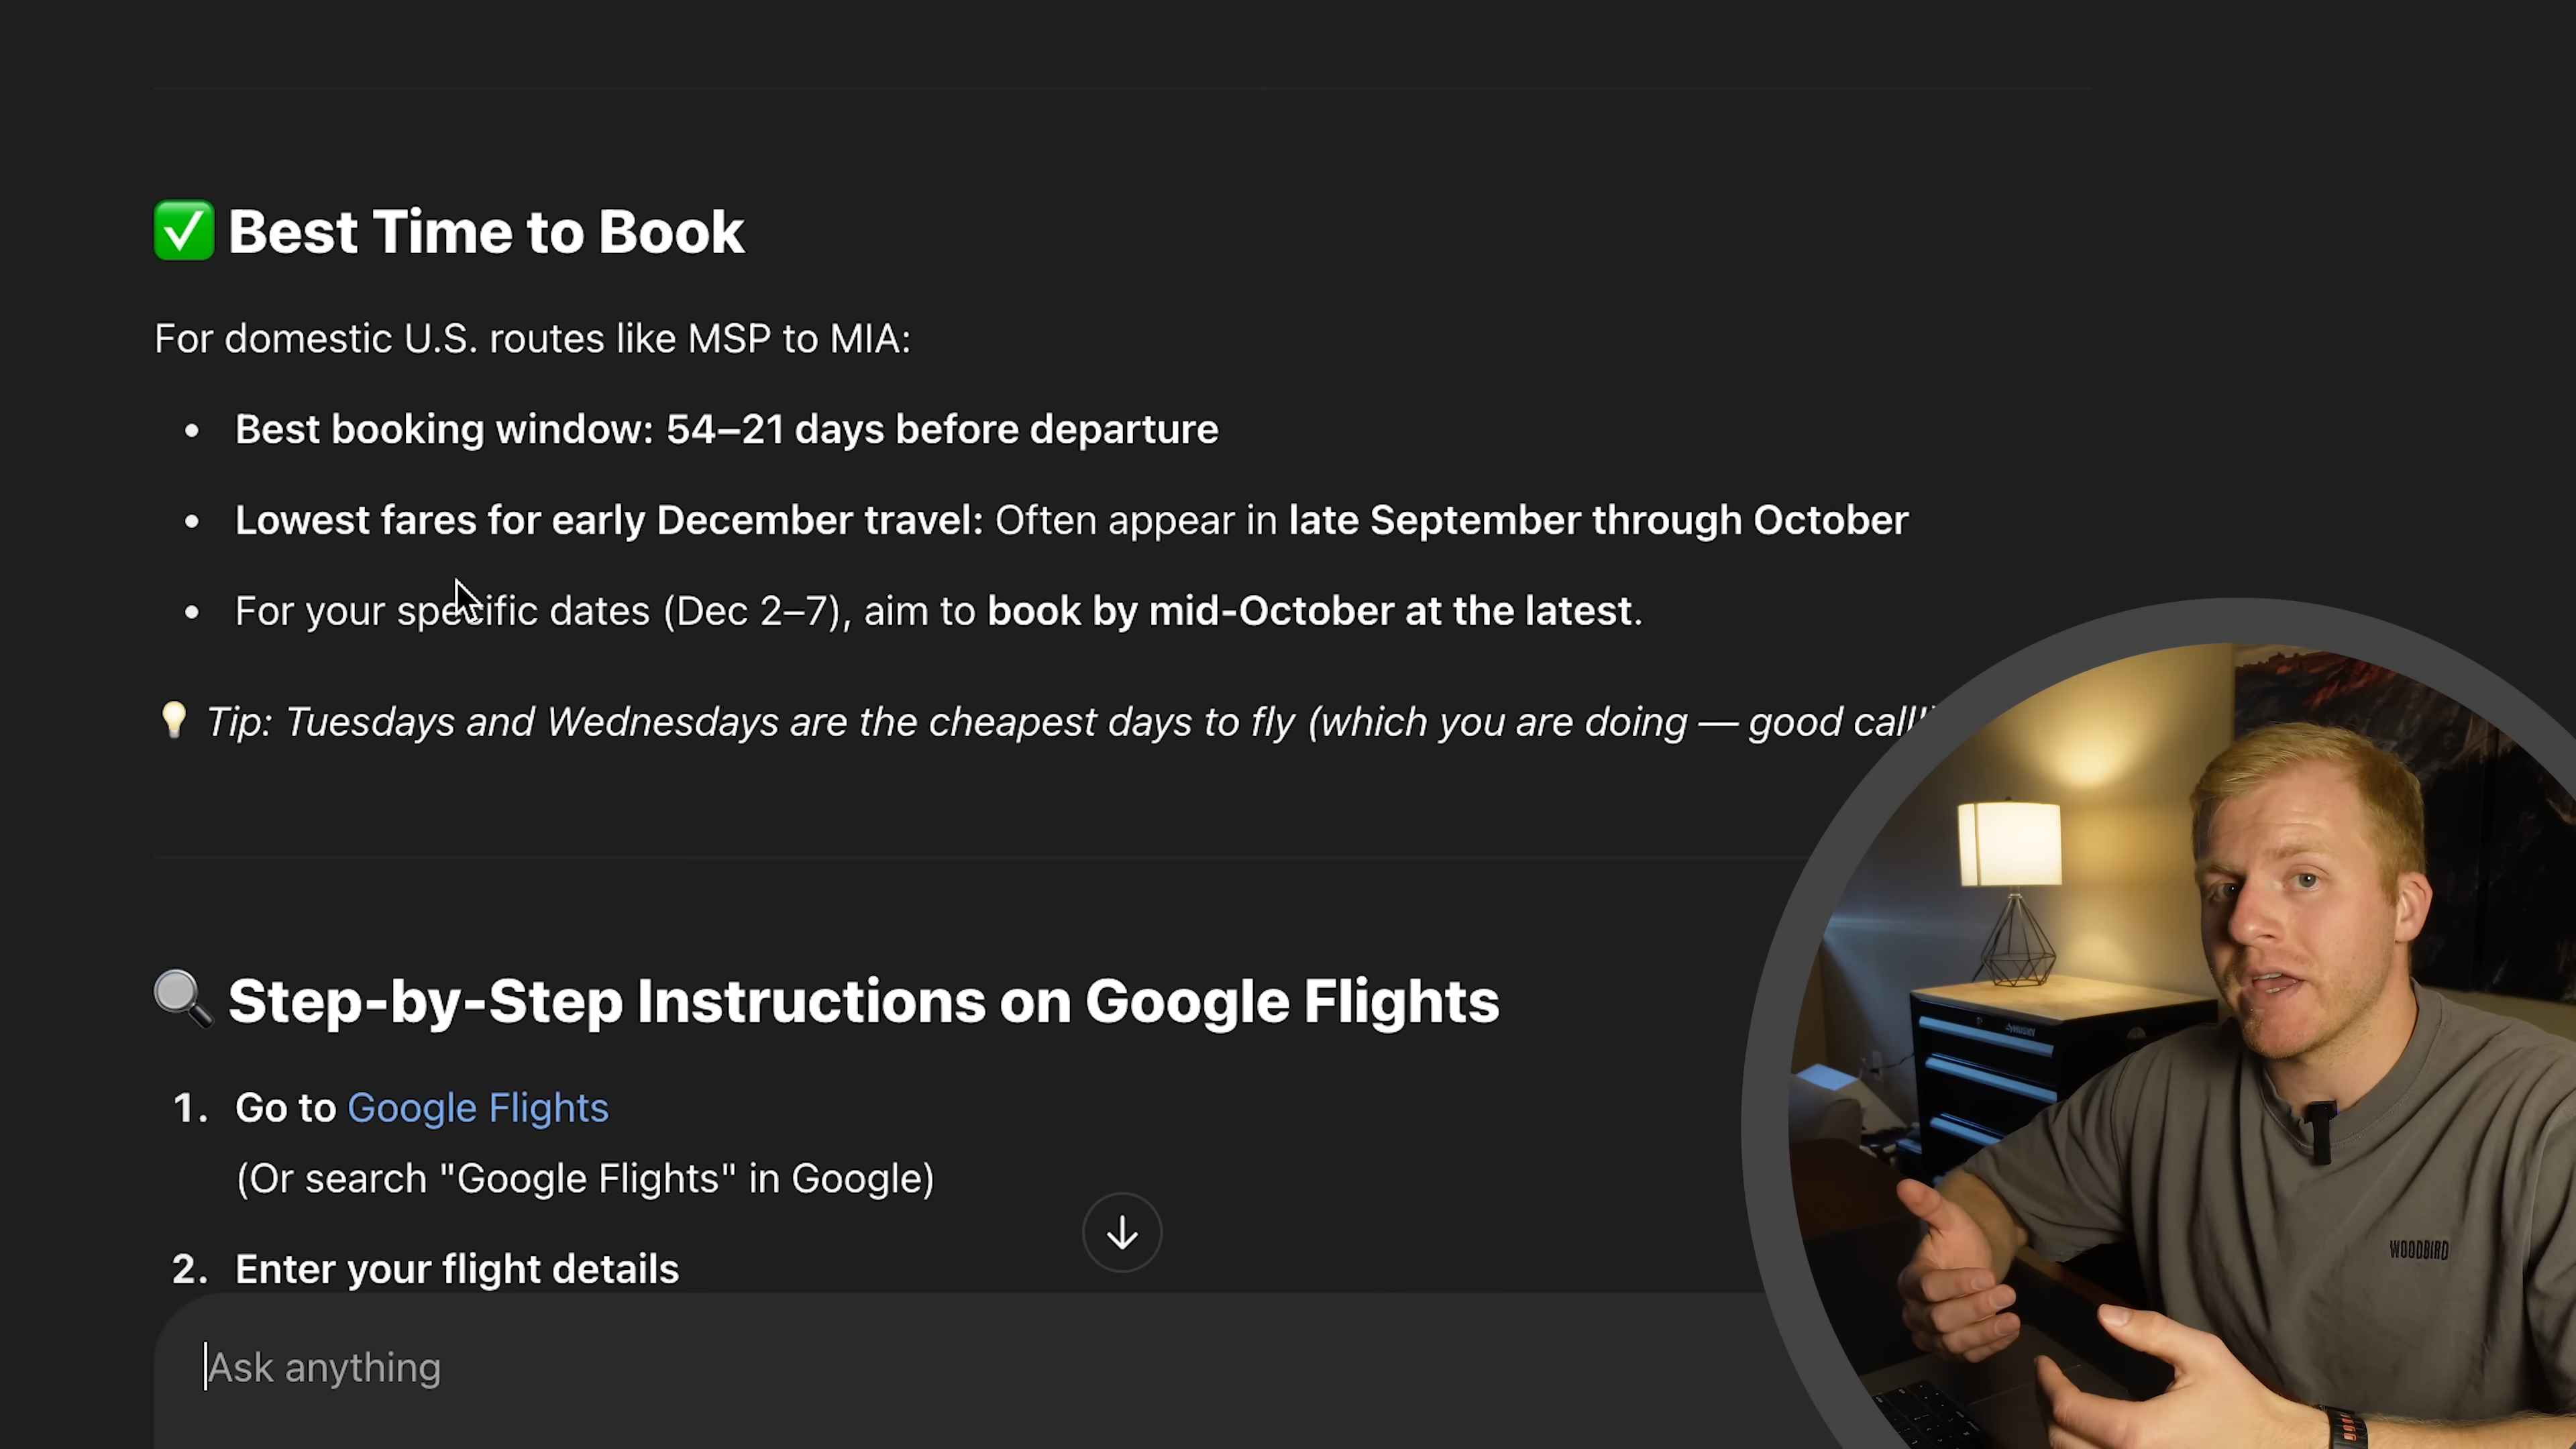 ✅ Best Time to Book
For domestic U.S. routes like MSP to MIA:
• Best booking window: 54–21 days before departure
• Lowest fares for early December travel: Often appear in late September through October
• For your specific dates (Dec 2–7), aim to book by mid-October at the latest.
💡 Tip: Tuesdays and Wednesdays are the cheapest days to fly (which you are doing — good call!
🔍 Step-by-Step Instructions on Google Flights
1. Go to Google Flights
(Or search "Google Flights" in Google)
2. Enter your flight details
Ask anything
HUSKY
WOODBIRD